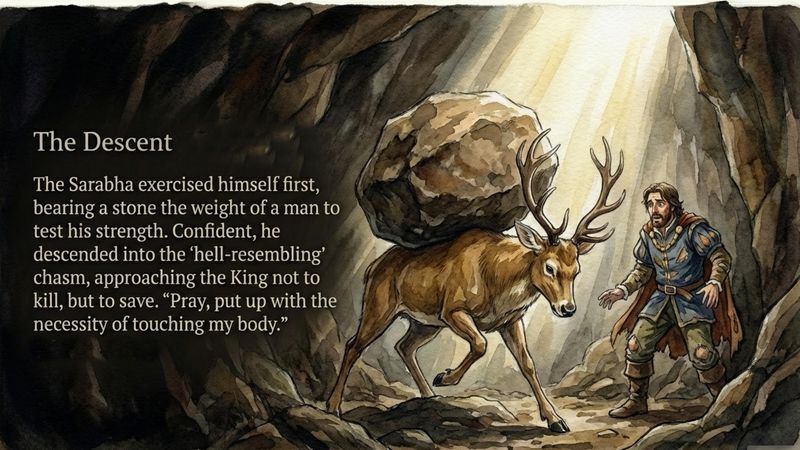 The Descent
The Sarabha exercised himself first,
bearing a stone the weight of a man to
test his strength. Confident, he
descended into the ‘hell-resembling’
chasm, approaching the King not to
kill, but to save. “Pray, put up with the
necessity of touching my body.”